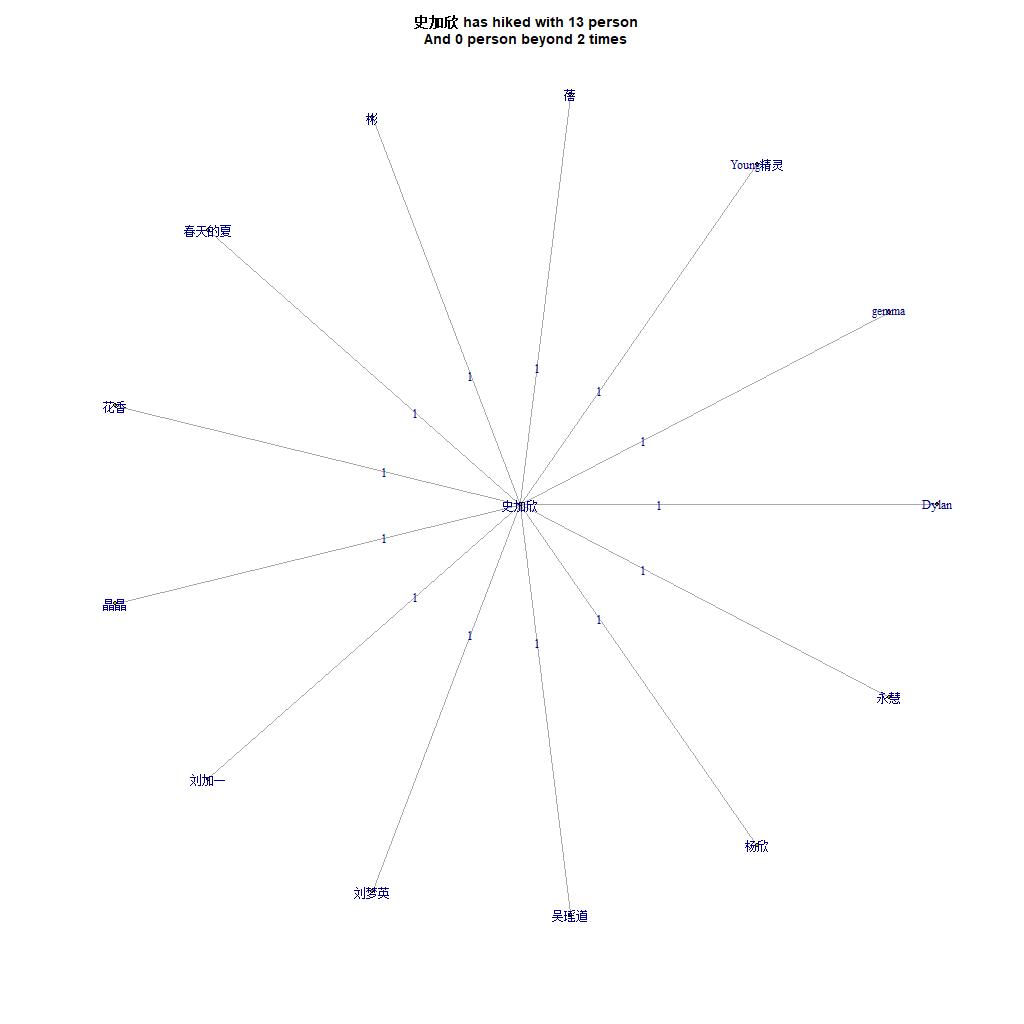 史加欣 has hiked with 13 person
And 0 person beyond 2 times
蓓
彬
Young精灵
春天的夏
gemma
1
1
1
1
花香
1
1
1
史加欣
1
Dylan
1
1
晶晶
1
1
1
1
永慧
刘加一
杨欣
刘梦英
吴瑶道